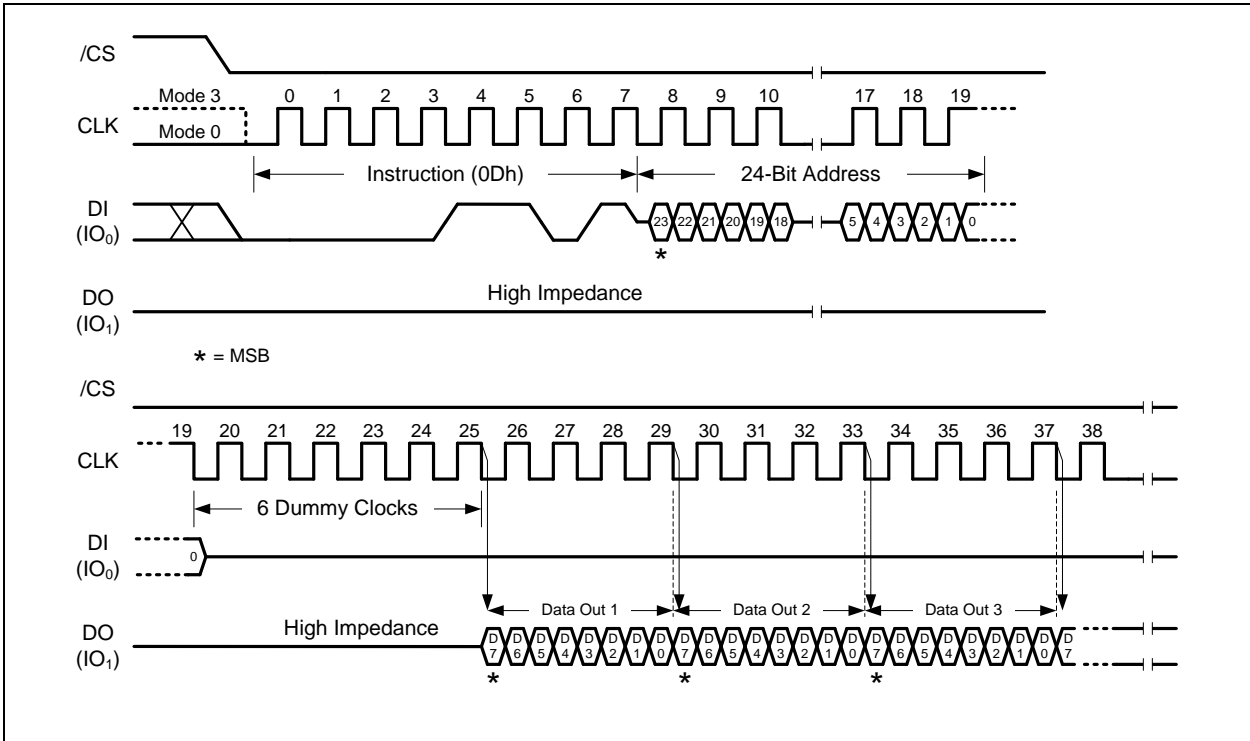 /CS
Mode 3
0 1 2 3 4 5 6 7 8 9 10 17 18 19
CLK
Mode 0
Instruction (0Dh)
24-Bit Address
DI
(IO0)
23 22 21 20 19 18 5 4 3 2 1 0
*
DO
(IO1)
High Impedance
* = MSB
/CS
19 20 21 22 23 24 25 26 27 28 29 30 31 32 33 34 35 36 37 38
CLK
6 Dummy Clocks
DI
(IO0)
0
Data Out 1
Data Out 2
Data Out 3
DO
(IO1)
High Impedance
D7 D6 D5 D4 D3 D2 D1 D0 D7 D6 D5 D4 D3 D2 D1 D0 D7 D6 D5 D4 D3 D2 D1 D0 D7
* * *